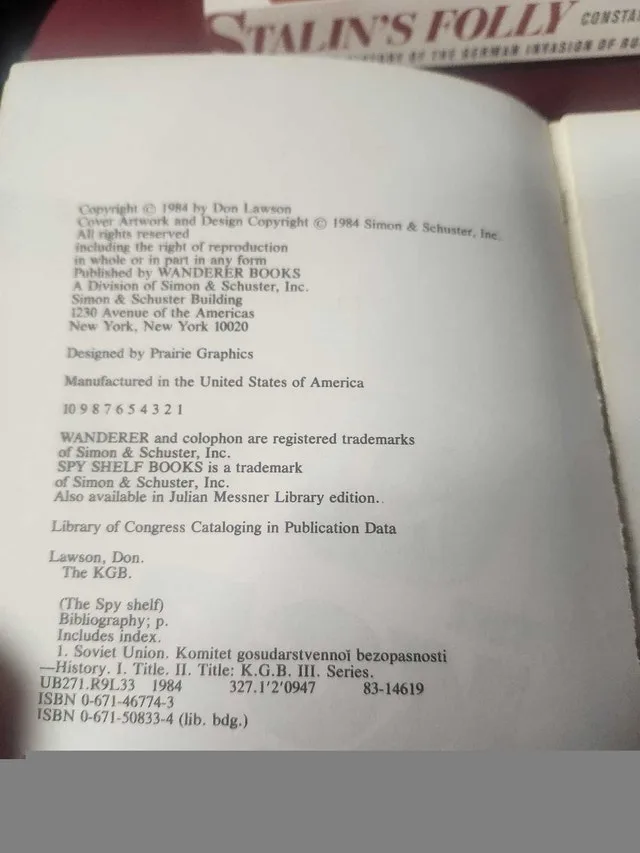 STALIN'S FOLLY
OF THE GERMAN INVASION OF
Copyright © 1984 by Don Lawson
Cover Artwork and Design Copyright © 1984 Simon & Schuster, Inc.
All rights reserved
including the right of reproduction
in whole or in part in any form
Published by WANDERER BOOKS
A Division of Simon & Schuster, Inc.
Simon & Schuster Building
1230 Avenue of the Americas
New York, New York 10020
Designed by Prairie Graphics
Manufactured in the United States of America
10 9 8 7 6 5 4 3 2 1
WANDERER and colophon are registered trademarks
of Simon & Schuster, Inc.
SPY SHELF BOOKS is a trademark
of Simon & Schuster, Inc.
Also available in Julian Messner Library edition.
Library of Congress Cataloging in Publication Data
Lawson, Don.
The KGB.
(The Spy shelf)
Bibliography; p.
Includes index.
1. Soviet Union. Komitet gosudarstvennoĭ bezopasnosti
—History. I. Title. II. Title: K.G.B. III. Series.
UB271.R9L33 1984 327.1'2'0947 83-14619
ISBN 0-671-46774-3
ISBN 0-671-50833-4 (lib. bdg.)